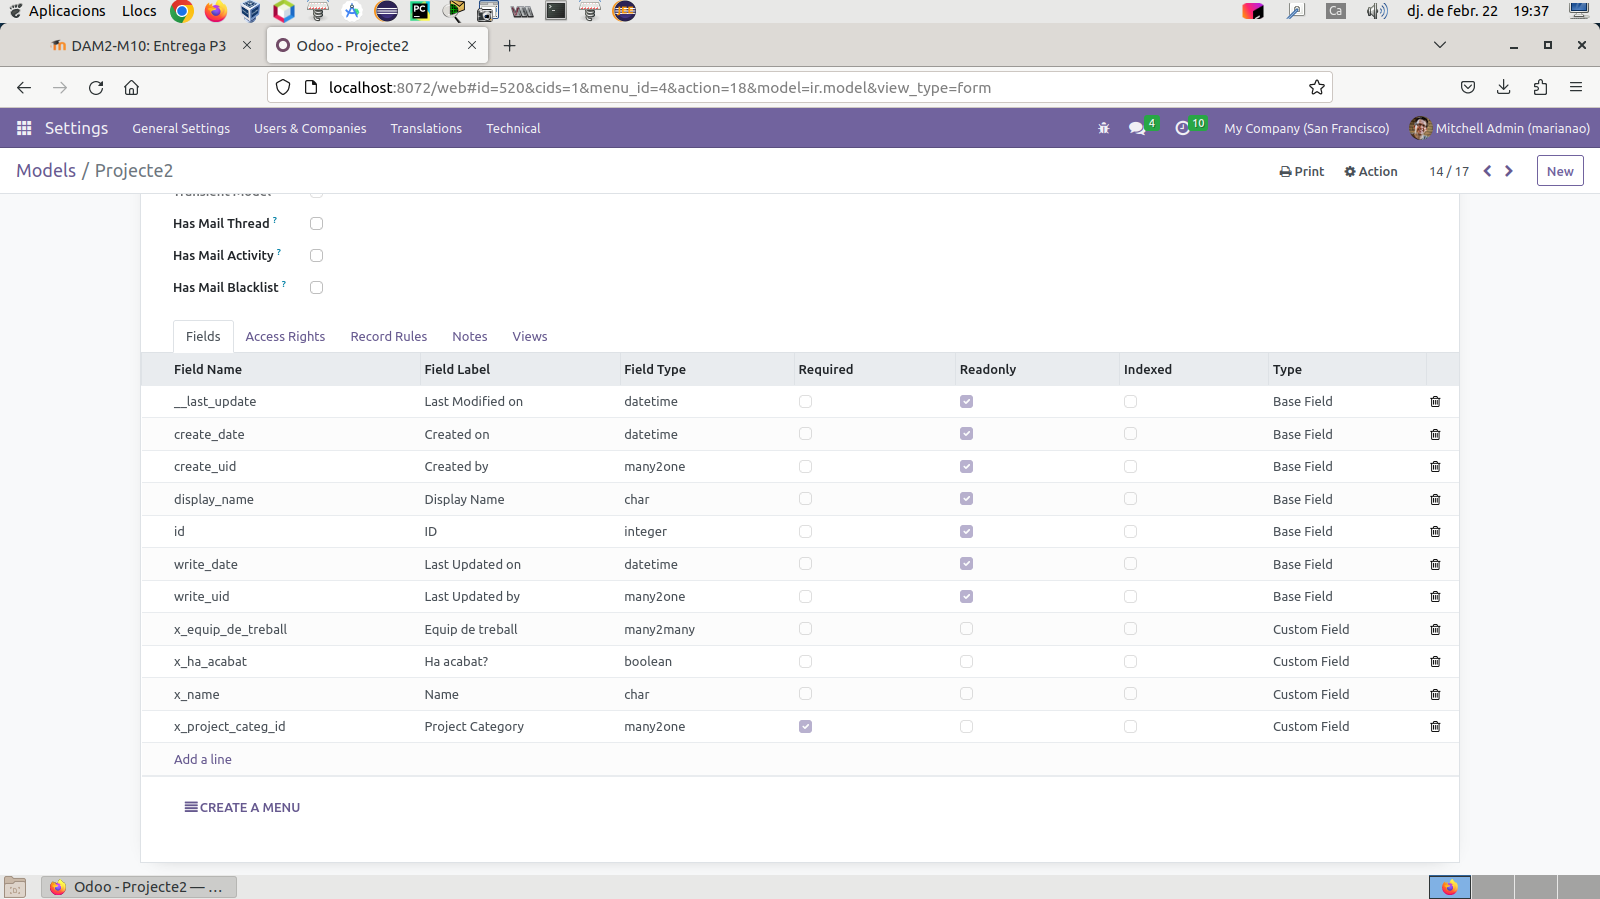 Aplicacions Llocs Ca dj. de febr. 22 19:37
DAM2-M10: Entrega P3 Odoo - Projecte2
localhost:8072/web#id=520&cids=1&menu_id=4&action=18&model=ir.model&view_type=form
Settings General Settings Users & Companies Translations Technical 4 10 My Company (San Francisco) Mitchell Admin (marianao)
Models / Projecte2 Print Action 14 / 17 New
Transient Model
Has Mail Thread ?
Has Mail Activity ?
Has Mail Blacklist ?
Fields Access Rights Record Rules Notes Views
Field Name Field Label Field Type Required Readonly Indexed Type
__last_update Last Modified on datetime Base Field
create_date Created on datetime Base Field
create_uid Created by many2one Base Field
display_name Display Name char Base Field
id ID integer Base Field
write_date Last Updated on datetime Base Field
write_uid Last Updated by many2one Base Field
x_equip_de_treball Equip de treball many2many Custom Field
x_ha_acabat Ha acabat? boolean Custom Field
x_name Name char Custom Field
x_project_categ_id Project Category many2one Custom Field
Add a line
CREATE A MENU
Odoo - Projecte2 — ...